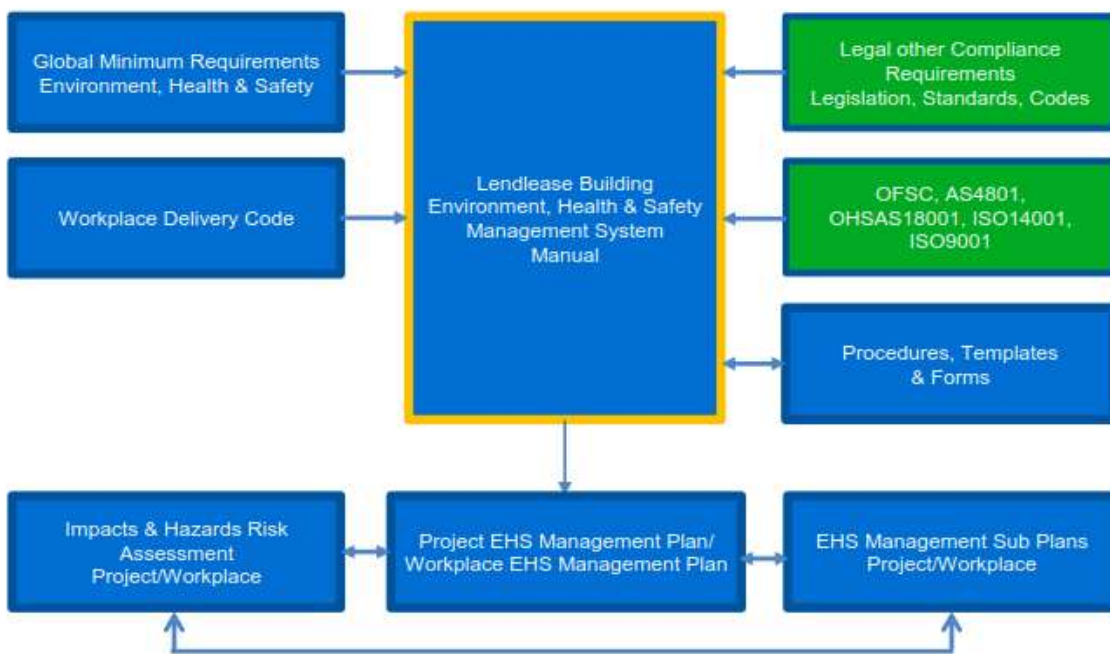 Global Minimum Requirements
Environment, Health & Safety
Legal other Compliance
Requirements
Legislation, Standards, Codes
Workplace Delivery Code
Lendlease Building
Environment, Health & Safety
Management System
Manual
OFSC, AS4801,
OHSAS18001, ISO14001,
ISO9001
Procedures, Templates
& Forms
Impacts & Hazards Risk
Assessment
Project/Workplace
Project EHS Management Plan/
Workplace EHS Management Plan
EHS Management Sub Plans
Project/Workplace